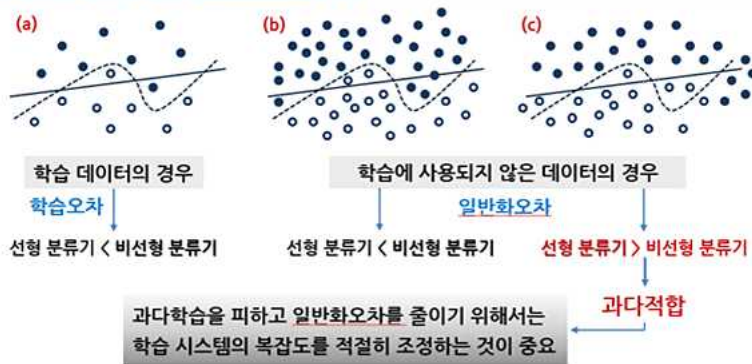 (a)
(b)
(c)
학습 데이터의 경우
학습에 사용되지 않은 데이터의 경우
학습오차
일반화오차
선형 분류기 < 비선형 분류기
선형 분류기 < 비선형 분류기
선형 분류기 > 비선형 분류기
과다적합
과다학습을 피하고 일반화오차를 줄이기 위해서는
학습 시스템의 복잡도를 적절히 조정하는 것이 중요